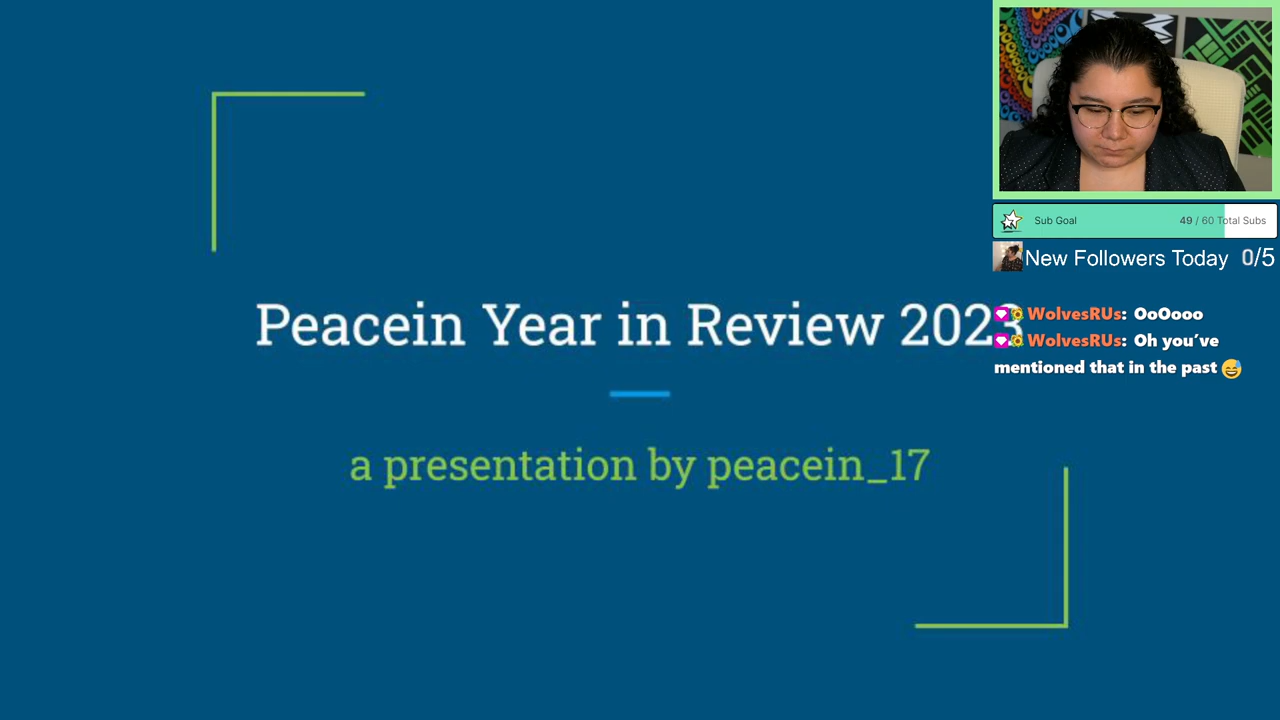 Peacein Year in Review 2023
a presentation by peacein_17
Sub Goal
49 / 60 Total Subs
New Followers Today 0/5
WolvesRUs: OoOooo
WolvesRUs: Oh you've
mentioned that in the past 😅